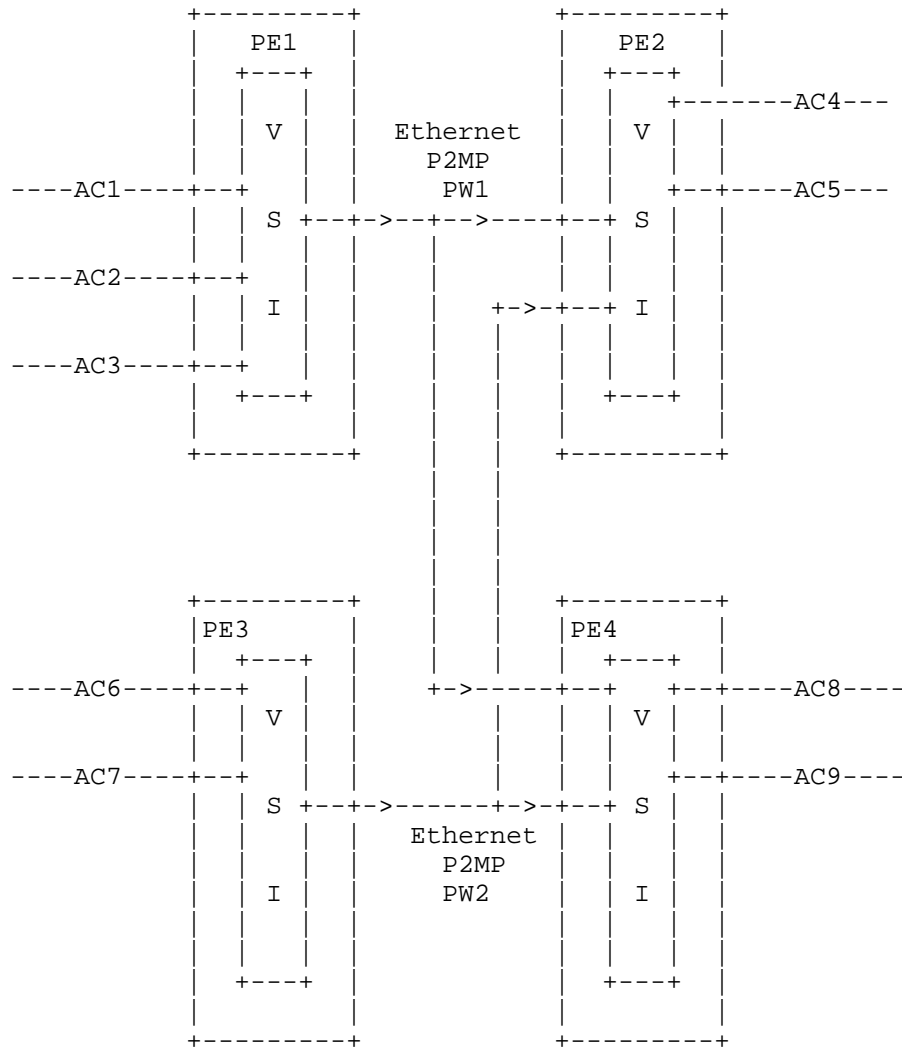 PE1 PE2
AC4
V Ethernet V
P2MP
AC1 PW1 AC5
S S
AC2
I I
AC3
PE3 PE4
AC6 AC8
V V
AC7 AC9
S S
Ethernet
P2MP
I PW2 I